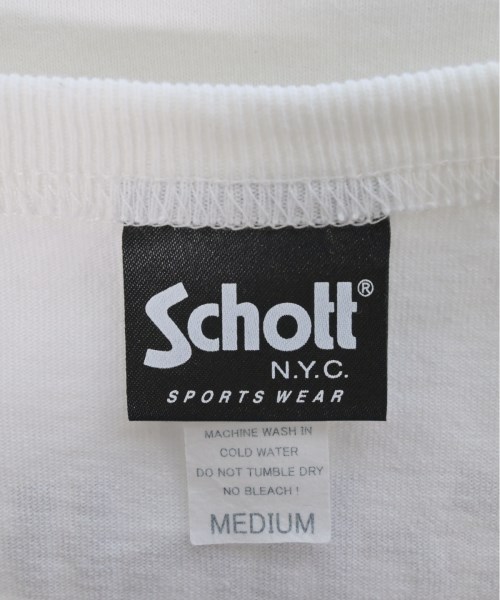 Schott®
N.Y.C.
SPORTS WEAR
MACHINE WASH IN
COLD WATER
DO NOT TUMBLE DRY
NO BLEACH!
MEDIUM